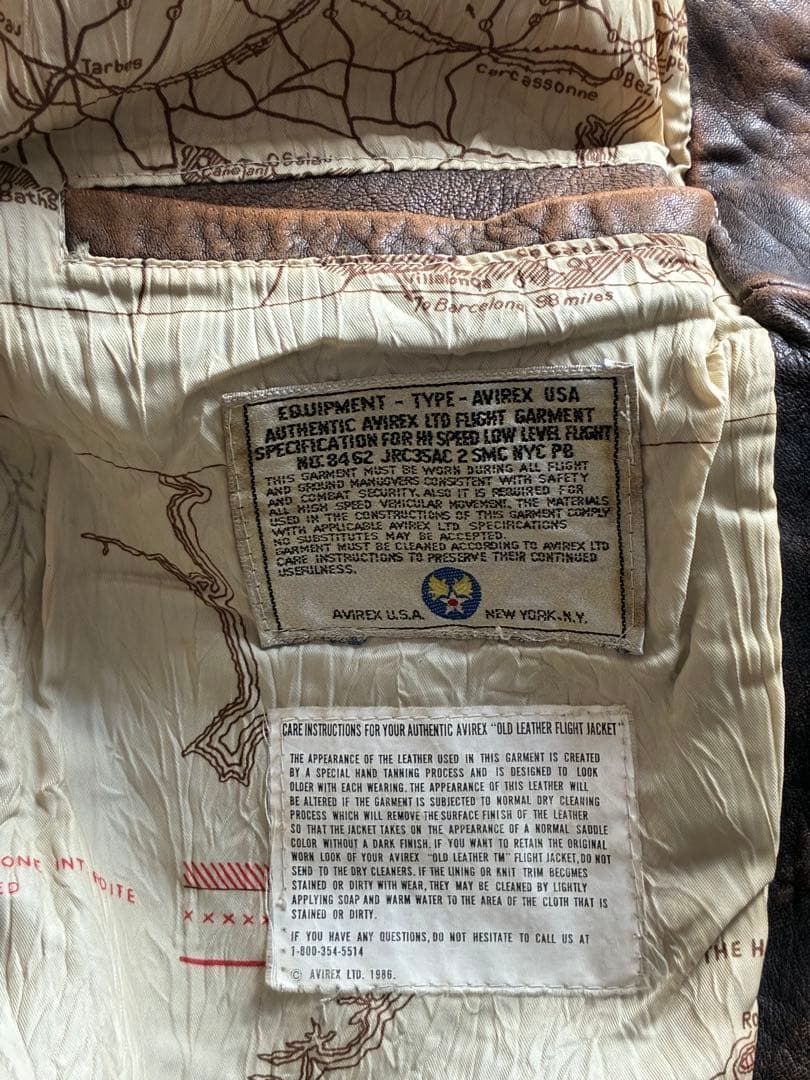 Tarbes
Carcassonne
Bez
Baths
To Barcelona 98 miles
EQUIPMENT - TYPE - AVIREX USA
AUTHENTIC AVIREX LTD FLIGHT GARMENT
SPECIFICATION FOR HI SPEED LOW LEVEL FLIGHT
8462 JRC3SAC 2 SMC NYC
THIS GARMENT MUST BE WORN DURING ALL FLIGHT
AND GROUND MANUOVERS CONSISTENT WITH SAFETY
AND COMBAT SECURITY. ALSO IT IS REQUIRED FOR
ALL HIGH SPEED VEHICULAR MOVEMENT. THE MATERIALS
USED IN THE CONSTRUCTIONS OF THIS GARMENT COMPLY
WITH APPLICABLE AVIREX LTD SPECIFICATIONS
NO SUBSTITUTES MAY BE ACCEPTED.
GARMENT MUST BE CLEANED ACCORDING TO AVIREX LTD
CARE INSTRUCTIONS TO PRESERVE THEIR CONTINUED
USEFULNESS.
AVIREX U.S.A. NEW YORK.N.Y.
CARE INSTRUCTIONS FOR YOUR AUTHENTIC AVIREX "OLD LEATHER FLIGHT JACKET"
THE APPEARANCE OF THE LEATHER USED IN THIS GARMENT IS CREATED
BY A SPECIAL HAND TANNING PROCESS AND IS DESIGNED TO LOOK
OLDER WITH EACH WEARING. THE APPEARANCE OF THIS LEATHER WILL
BE ALTERED IF THE GARMENT IS SUBJECTED TO NORMAL DRY CLEANING
PROCESS WHICH WILL REMOVE THE SURFACE FINISH OF THE LEATHER
SO THAT THE JACKET TAKES ON THE APPEARANCE OF A NORMAL SADDLE
COLOR WITHOUT A DARK FINISH. IF YOU WANT TO RETAIN THE ORIGINAL
WORN LOOK OF YOUR AVIREX "OLD LEATHER TM" FLIGHT JACKET, DO NOT
SEND TO THE DRY CLEANERS. IF THE LINING OR KNIT TRIM BECOMES
STAINED OR DIRTY WITH WEAR, THEY MAY BE CLEANED BY LIGHTLY
APPLYING SOAP AND WARM WATER TO THE AREA OF THE CLOTH THAT IS
STAINED OR DIRTY.
IF YOU HAVE ANY QUESTIONS, DO NOT HESITATE TO CALL US AT
1-800-354-5514
© AVIREX LTD. 1986.
ONE INT
ED
THE H